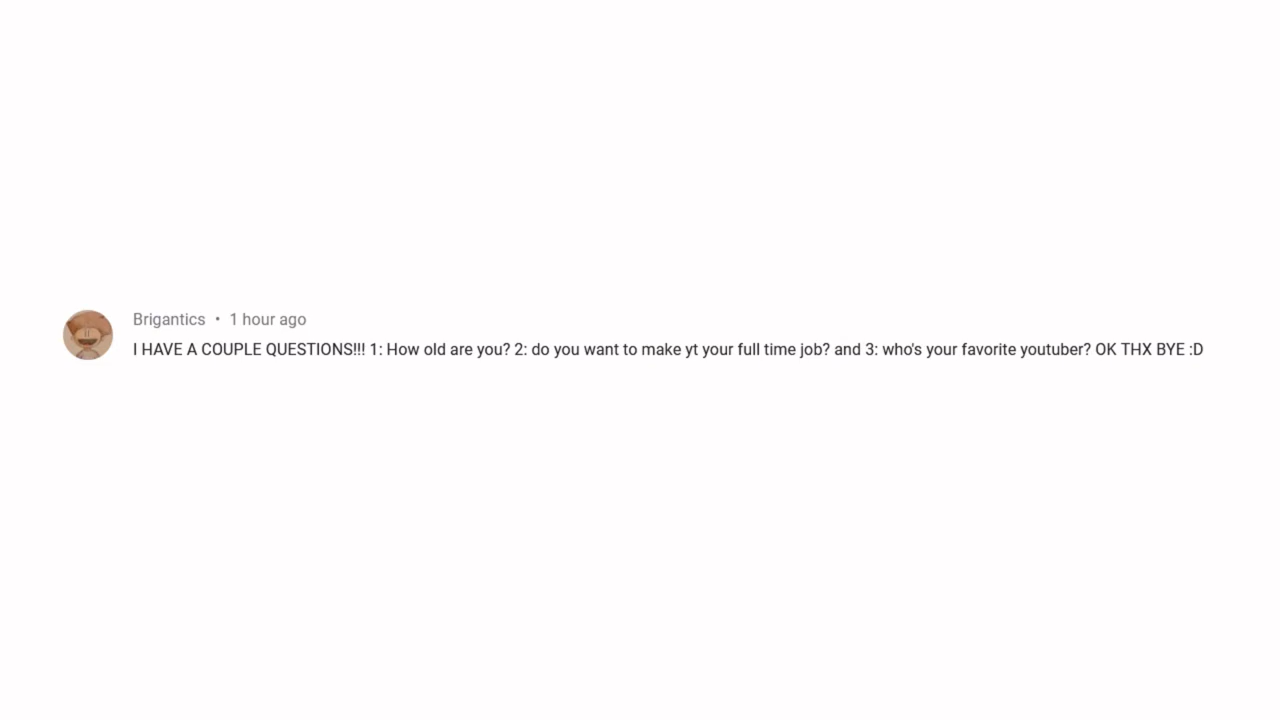 Brigantics • 1 hour ago
I HAVE A COUPLE QUESTIONS!!! 1: How old are you? 2: do you want to make yt your full time job? and 3: who's your favorite youtuber? OK THX BYE :D